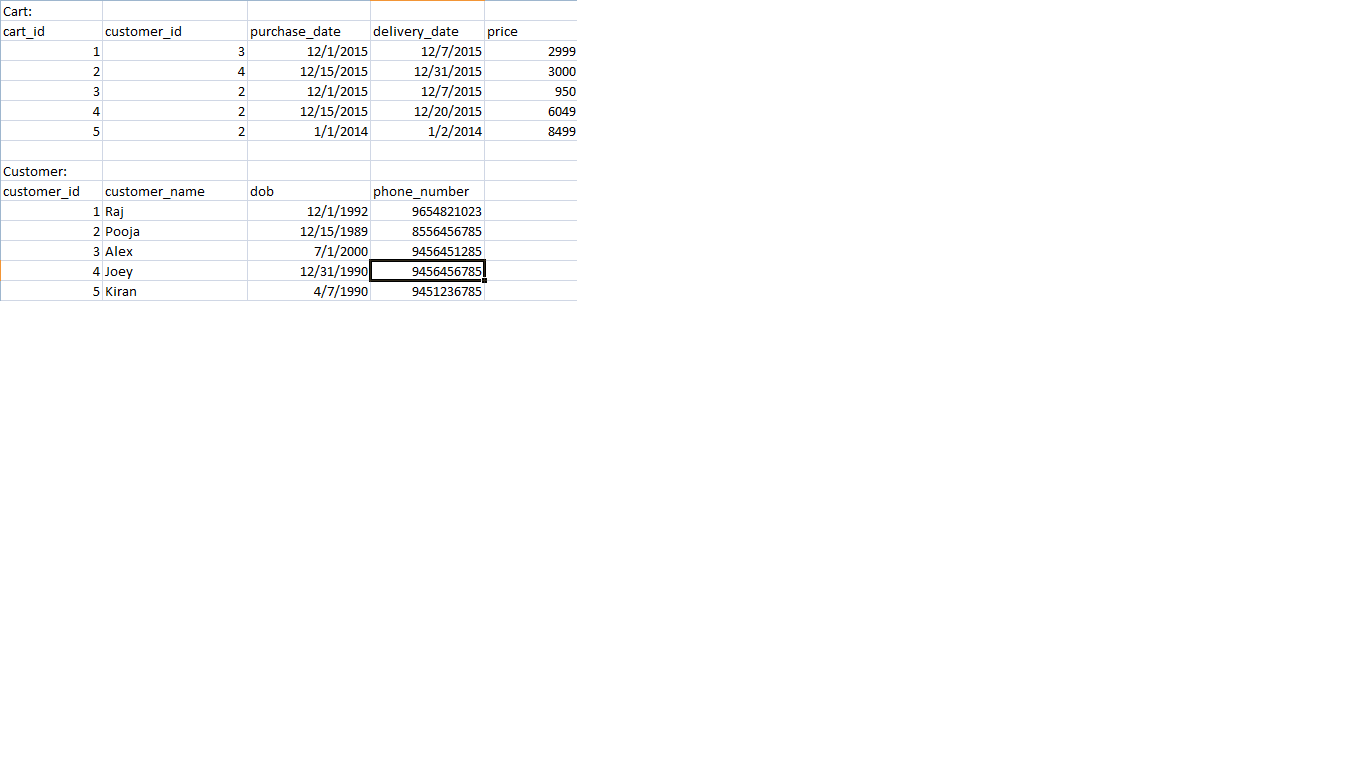 Cart:
cart_id customer_id purchase_date delivery_date price
1 3 12/1/2015 12/7/2015 2999
2 4 12/15/2015 12/31/2015 3000
3 2 12/1/2015 12/7/2015 950
4 2 12/15/2015 12/20/2015 6049
5 2 1/1/2014 1/2/2014 8499
Customer:
customer_id customer_name dob phone_number
1 Raj 12/1/1992 9654821023
2 Pooja 12/15/1989 8556456785
3 Alex 7/1/2000 9456451285
4 Joey 12/31/1990 9456456785
5 Kiran 4/7/1990 9451236785